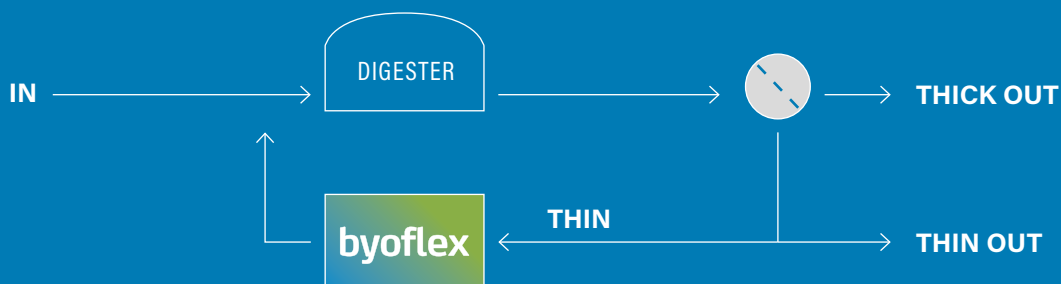 DIGESTER
IN
THICK OUT
THIN
byoflex
THIN OUT